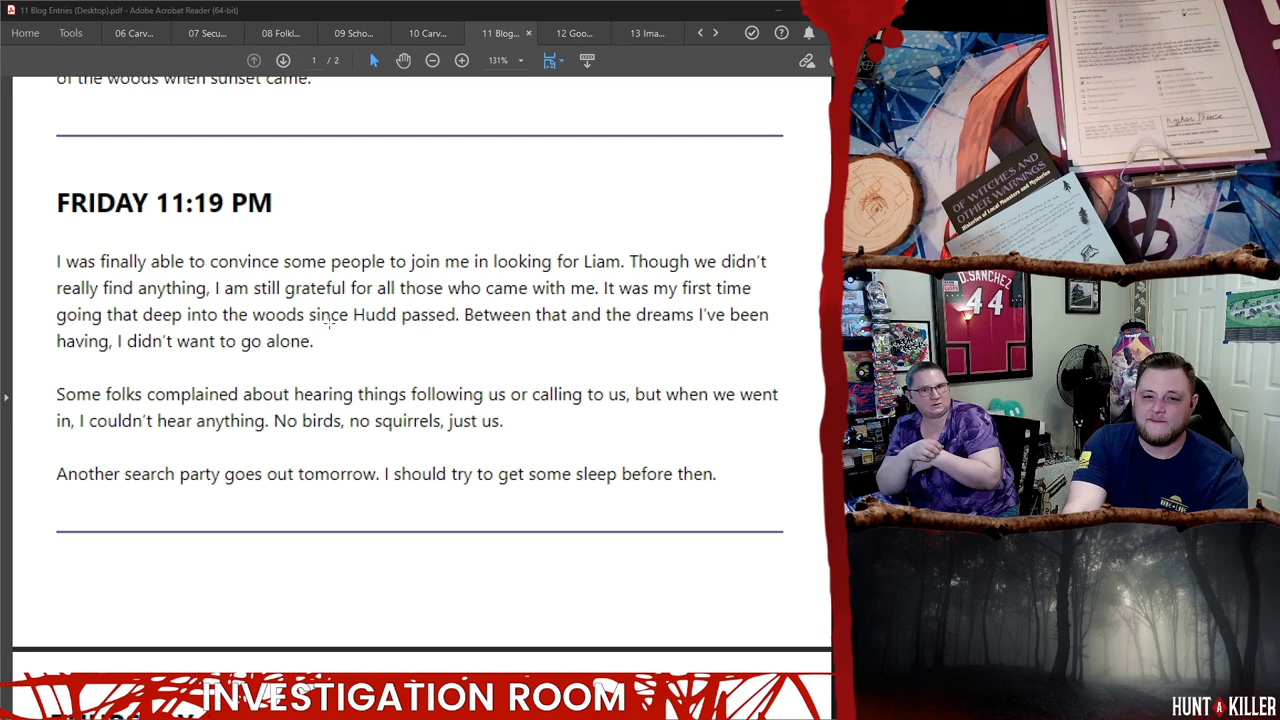 11 Blog Entries (Desktop).pdf - Adobe Acrobat Reader (64-bit)
Home Tools 06 Carv... 07 Secu... 08 Folkl... 09 Scho... 10 Carv... 11 Blog... × 12 Goo... 13 Ima...
1 / 2 131%
of the woods when sunset came.
FRIDAY 11:19 PM
I was finally able to convince some people to join me in looking for Liam. Though we didn't
really find anything, I am still grateful for all those who came with me. It was my first time
going that deep into the woods since Hudd passed. Between that and the dreams I've been
having, I didn't want to go alone.
Some folks complained about hearing things following us or calling to us, but when we went
in, I couldn't hear anything. No birds, no squirrels, just us.
Another search party goes out tomorrow. I should try to get some sleep before then.
INVESTIGATION ROOM
OF WITCHES AND
OTHER WARNINGS
Histories of Local Monsters and Mysteries
D. SANCHEZ
44
HUNT A KILLER